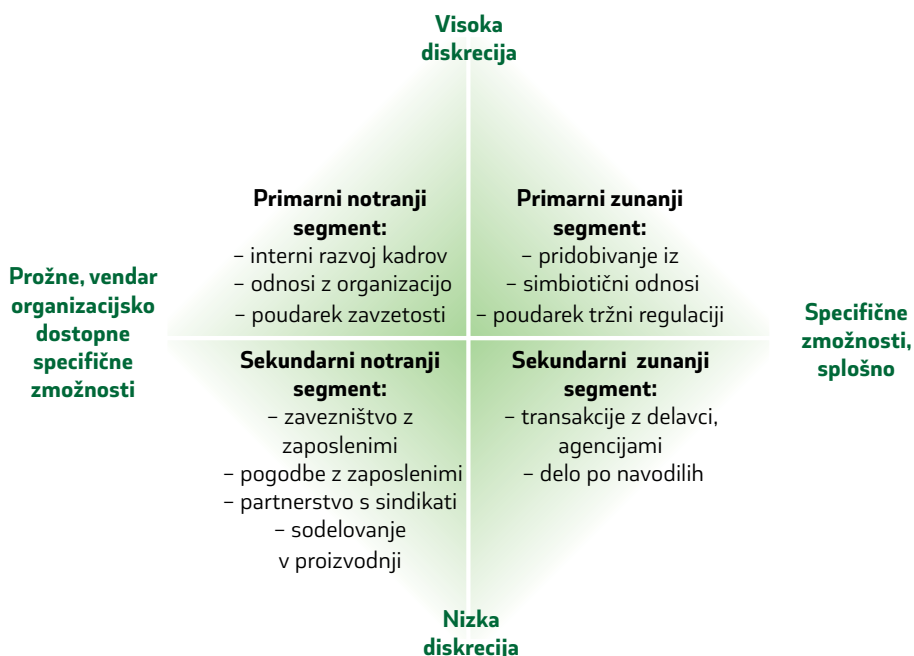 Visoka
diskrecija
Primarni notranji
segment:
– interni razvoj kadrov
– odnosi z organizacijo
– poudarek zavzetosti
Primarni zunanji
segment:
– pridobivanje iz
– simbiotični odnosi
– poudarek tržni regulaciji
Prožne, vendar
organizacijsko
dostopne
specifične
zmožnosti
Specifične
zmožnosti,
splošno
Sekundarni notranji
segment:
– zavezništvo z
zaposlenimi
– pogodbe z zaposlenimi
– partnerstvo s sindikati
– sodelovanje
v proizvodnji
Sekundarni zunanji
segment:
– transakcije z delavci,
agencijami
– delo po navodilih
Nizka
diskrecija